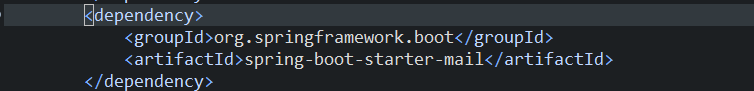 <dependency>
<groupId>org.springframework.boot</groupId>
<artifactId>spring-boot-starter-mail</artifactId>
</dependency>